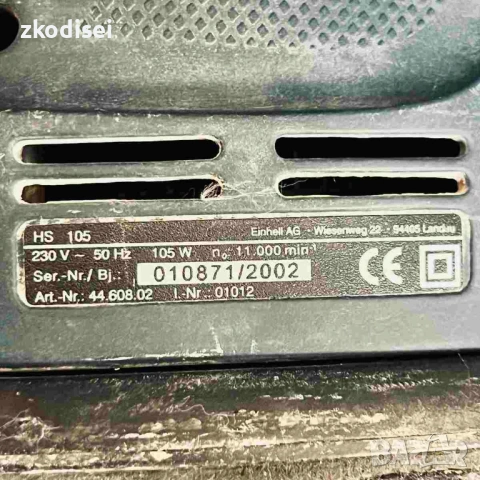 zkodisei
HS 105 Einhell AG - Wiesenweg 22 - 94405 Landau
230 V ~ 50 Hz 105 W n₀ 11.000 min⁻¹
Ser.-Nr./ Bj.: 010871/2002
Art.-Nr.: 44.608.02 I.-Nr.: 01012
CE